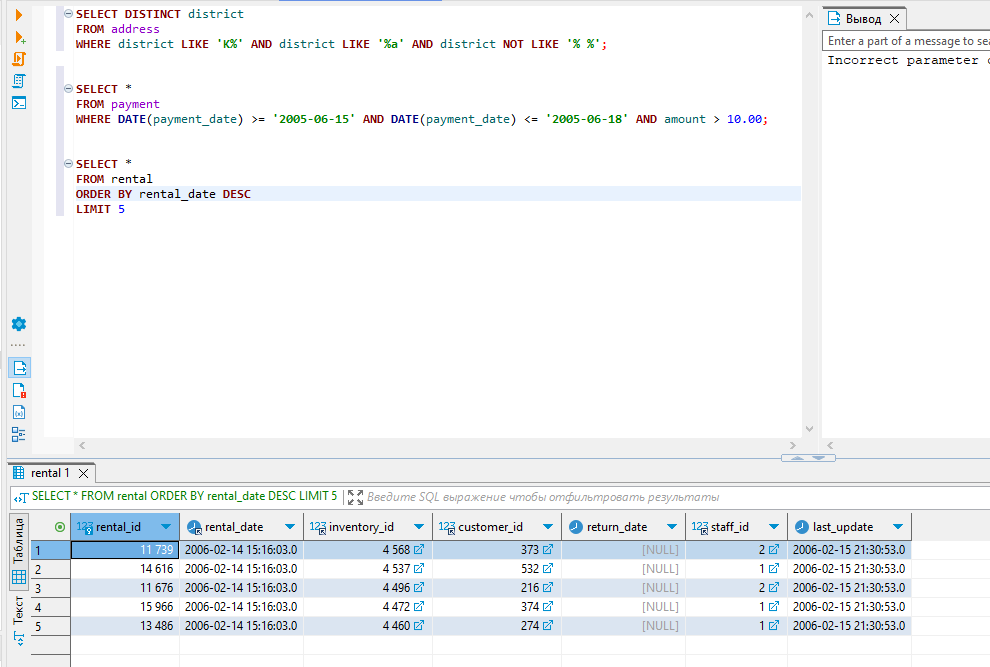 SELECT DISTINCT district
FROM address
WHERE district LIKE 'K%' AND district LIKE '%a' AND district NOT LIKE '% %';
SELECT *
FROM payment
WHERE DATE(payment_date) >= '2005-06-15' AND DATE(payment_date) <= '2005-06-18' AND amount > 10.00;
SELECT *
FROM rental
ORDER BY rental_date DESC
LIMIT 5
Вывод
Enter a part of a message to sea
Incorrect parameter
rental 1
SELECT * FROM rental ORDER BY rental_date DESC LIMIT 5 Введите SQL выражение чтобы отфильтровать результаты
Таблица
Текст
rental_id rental_date inventory_id customer_id return_date staff_id last_update
1 11 739 2006-02-14 15:16:03.0 4 568 373 [NULL] 2 2006-02-15 21:30:53.0
2 14 616 2006-02-14 15:16:03.0 4 537 532 [NULL] 1 2006-02-15 21:30:53.0
3 11 676 2006-02-14 15:16:03.0 4 496 216 [NULL] 2 2006-02-15 21:30:53.0
4 15 966 2006-02-14 15:16:03.0 4 472 374 [NULL] 1 2006-02-15 21:30:53.0
5 13 486 2006-02-14 15:16:03.0 4 460 274 [NULL] 1 2006-02-15 21:30:53.0